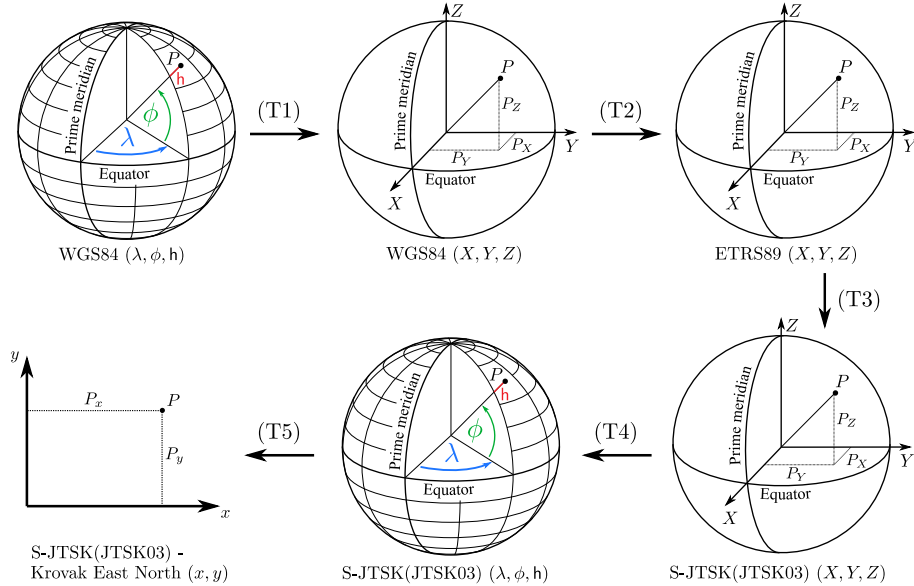 Z
P
h
Prime meridian
ϕ
λ
Equator
WGS84 (λ, ϕ, h)
(T1)
P
P_Z
Prime meridian
P_Y
P_X
Y
X
Equator
WGS84 (X, Y, Z)
(T2)
Z
P
P_Z
Prime meridian
P_Y
P_X
Y
X
Equator
ETRS89 (X, Y, Z)
(T3)
y
P_x
P
P_y
x
S-JTSK(JTSK03) -
Krovak East North (x, y)
(T5)
P
h
Prime meridian
ϕ
λ
Equator
S-JTSK(JTSK03) (λ, ϕ, h)
(T4)
Z
P
P_Z
Prime meridian
P_Y
P_X
Y
X
Equator
S-JTSK(JTSK03) (X, Y, Z)